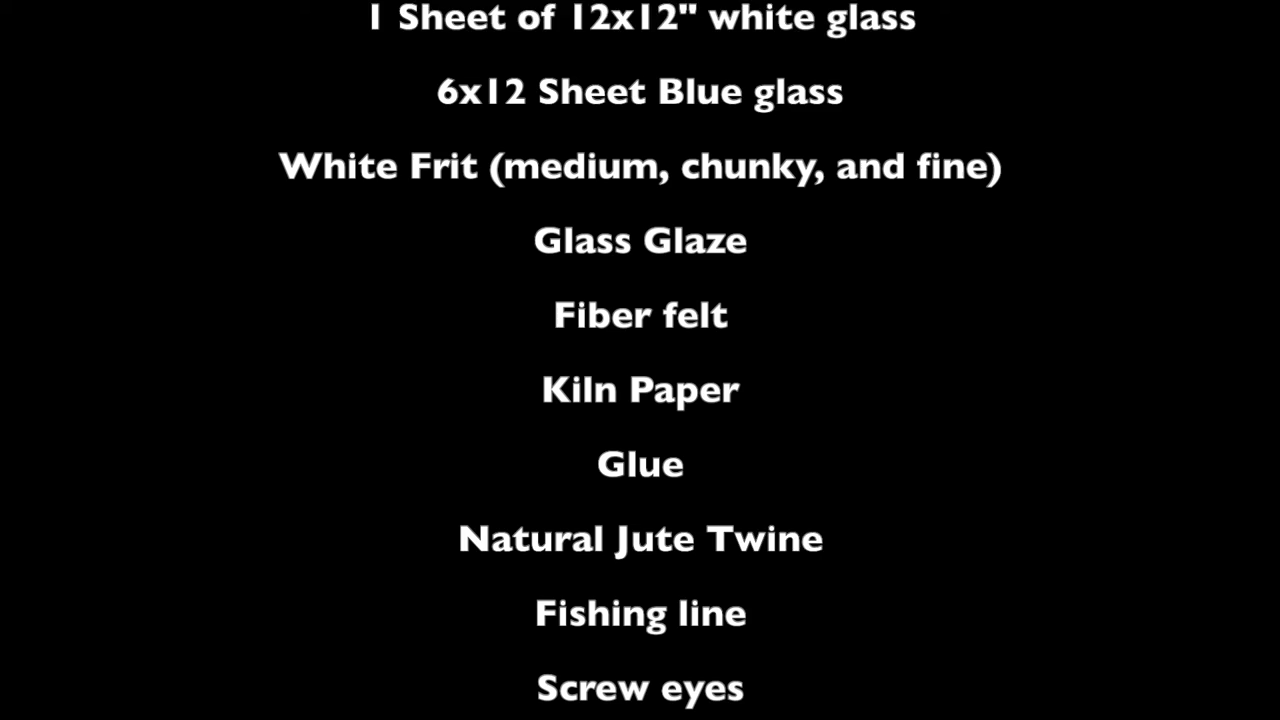 1 Sheet of 12x12" white glass
6x12 Sheet Blue glass
White Frit (medium, chunky, and fine)
Glass Glaze
Fiber felt
Kiln Paper
Glue
Natural Jute Twine
Fishing line
Screw eyes